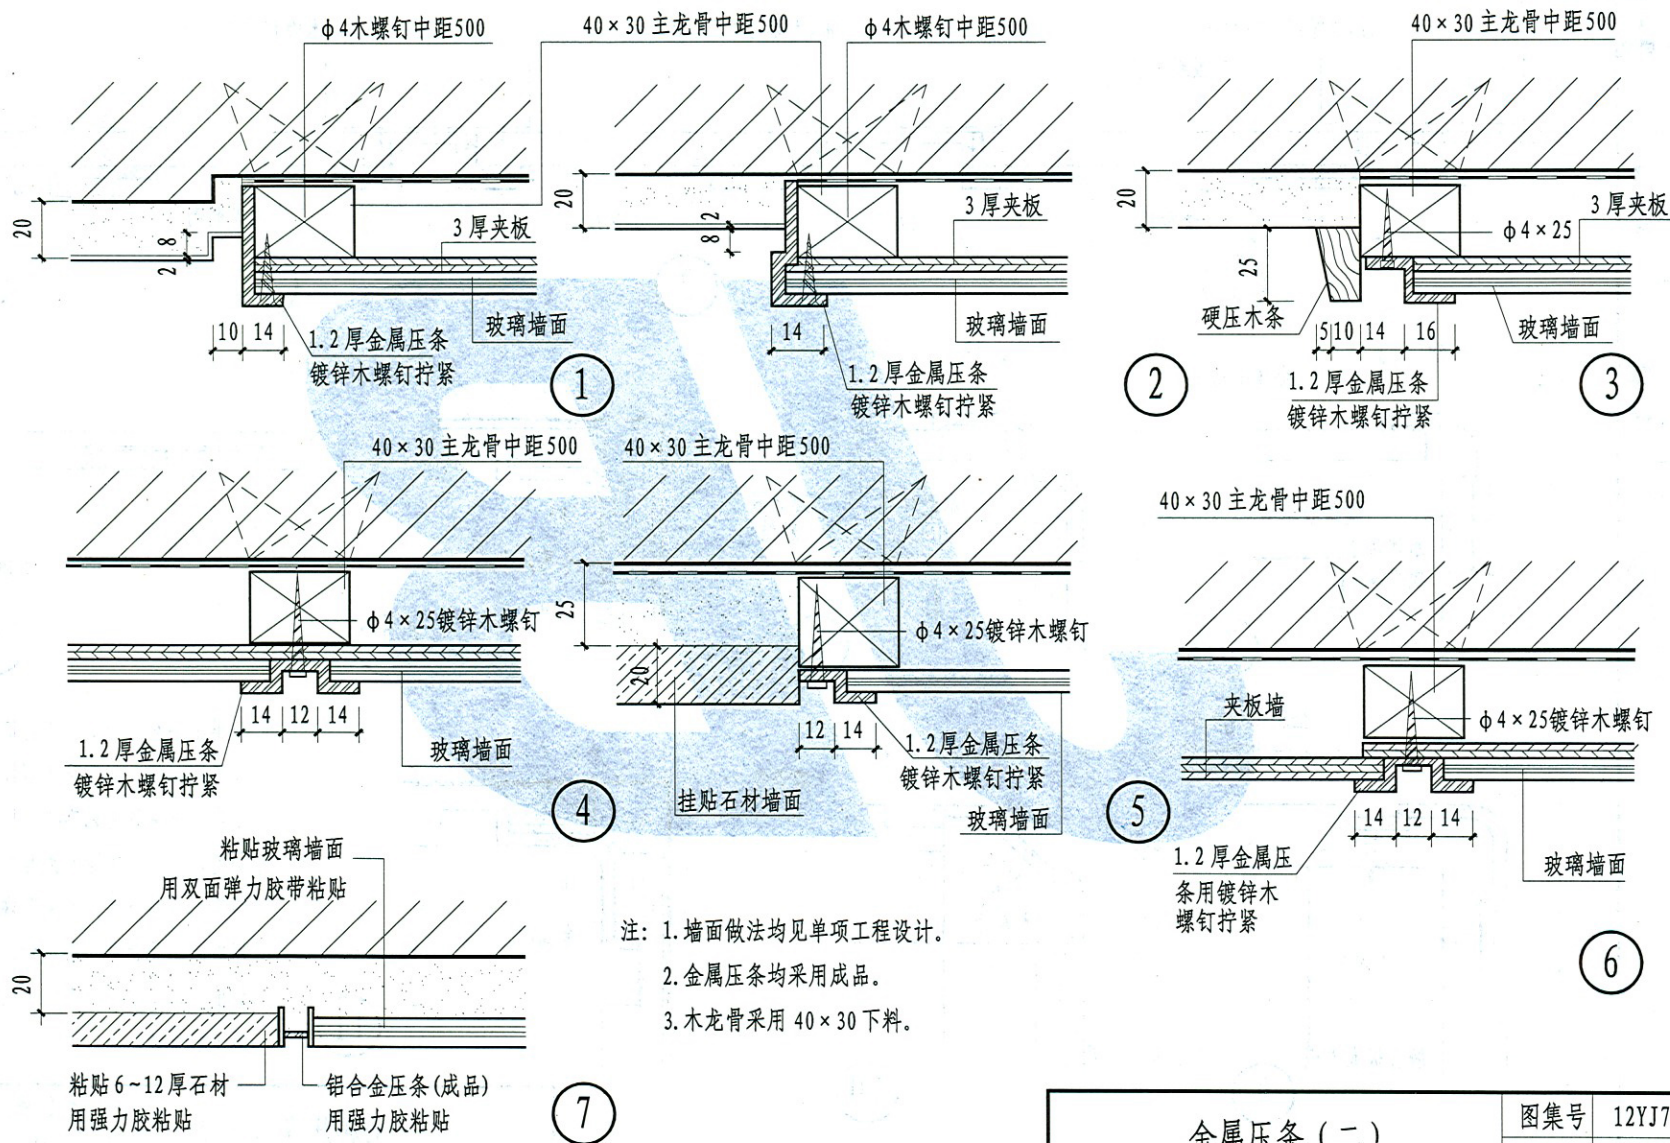 φ4木螺钉中距500
40×30 主龙骨中距500
φ4木螺钉中距500
40×30 主龙骨中距500
20
8
2
3厚夹板
玻璃墙面
10
14
1.2厚金属压条
镀锌木螺钉拧紧
1
20
2
8
3厚夹板
玻璃墙面
14
1.2厚金属压条
镀锌木螺钉拧紧
2
20
25
3厚夹板
φ4×25
硬压木条
5
10
14
16
玻璃墙面
1.2厚金属压条
镀锌木螺钉拧紧
3
40×30 主龙骨中距500
φ4×25镀锌木螺钉
14
12
14
1.2厚金属压条
镀锌木螺钉拧紧
玻璃墙面
4
40×30 主龙骨中距500
25
20
φ4×25镀锌木螺钉
12
14
1.2厚金属压条
镀锌木螺钉拧紧
挂贴石材墙面
玻璃墙面
5
40×30 主龙骨中距500
夹板墙
φ4×25镀锌木螺钉
14
12
14
1.2厚金属压
条用镀锌木
螺钉拧紧
玻璃墙面
6
粘贴玻璃墙面
用双面弹力胶带粘贴
20
粘贴6~12厚石材
用强力胶粘贴
铝合金压条(成品)
用强力胶粘贴
7
注: 1.墙面做法均见单项工程设计。
2.金属压条均采用成品。
3.木龙骨采用 40×30下料。
图集号
12YJ7